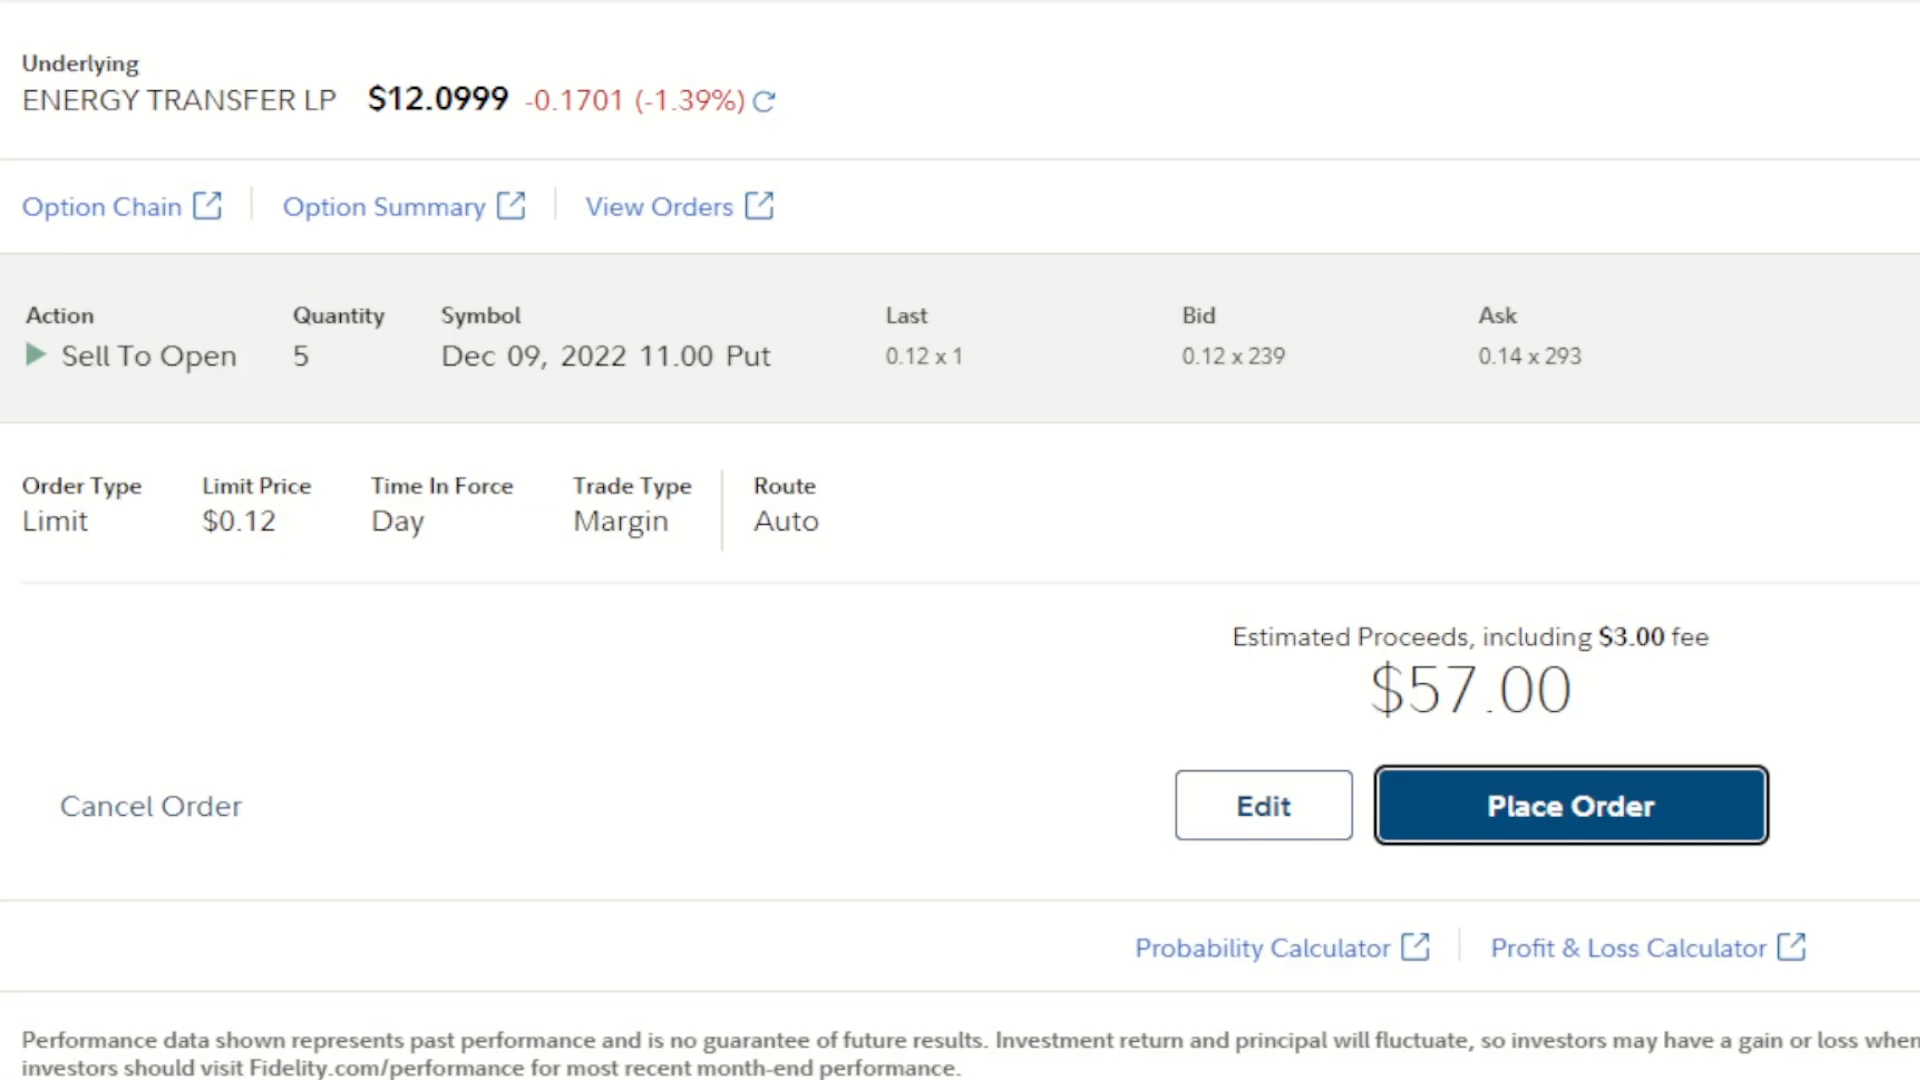 Underlying
ENERGY TRANSFER LP $12.0999 -0.1701 (-1.39%)
Option Chain Option Summary View Orders
Action Quantity Symbol Last Bid Ask
Sell To Open 5 Dec 09, 2022 11.00 Put 0.12 x 1 0.12 x 239 0.14 x 293
Order Type Limit Price Time In Force Trade Type Route
Limit $0.12 Day Margin Auto
Estimated Proceeds, including $3.00 fee
$57.00
Cancel Order Edit Place Order
Probability Calculator Profit & Loss Calculator
Performance data shown represents past performance and is no guarantee of future results. Investment return and principal will fluctuate, so investors may have a gain or loss when
investors should visit Fidelity.com/performance for most recent month-end performance.